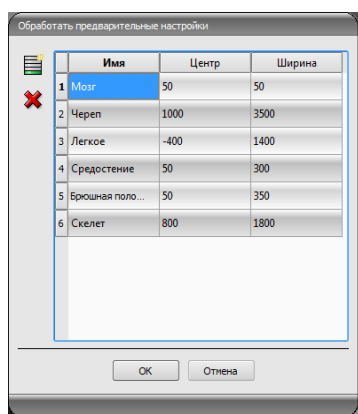 Обработать предварительные настройки
Имя Центр Ширина
1 Мозг 50 50
2 Череп 1000 3500
3 Легкое -400 1400
4 Средостение 50 300
5 Брюшная поло... 50 350
6 Скелет 800 1800
OK Отмена